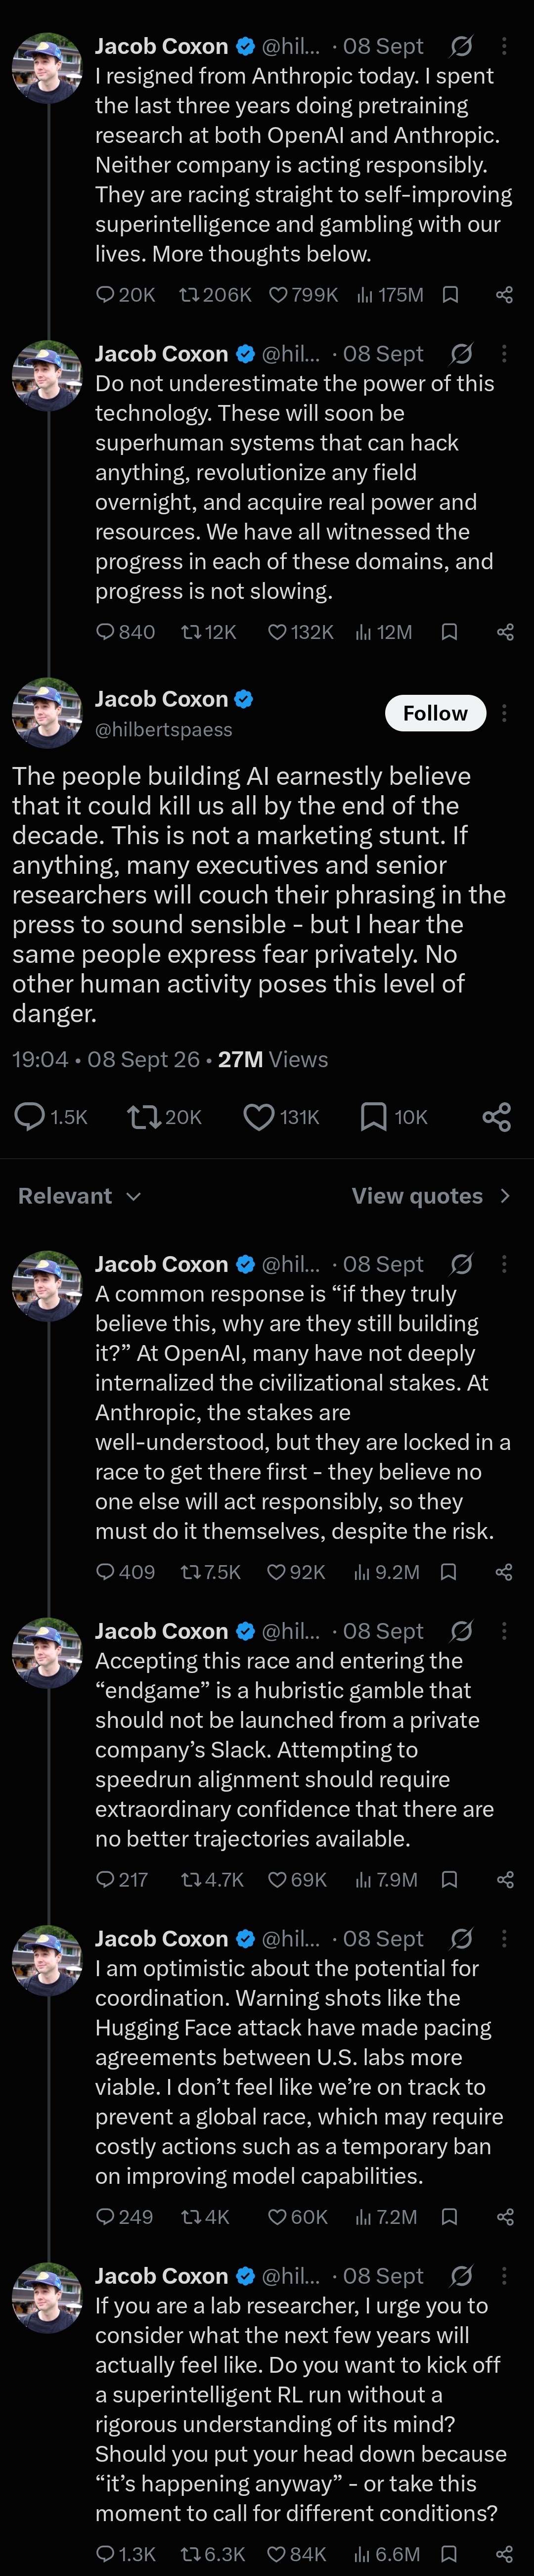 Jacob Coxon @hil... · 08 Sept
I resigned from Anthropic today. I spent
the last three years doing pretraining
research at both OpenAI and Anthropic.
Neither company is acting responsibly.
They are racing straight to self-improving
superintelligence and gambling with our
lives. More thoughts below.
20K 206K 799K 175M
Jacob Coxon @hil... · 08 Sept
Do not underestimate the power of this
technology. These will soon be
superhuman systems that can hack
anything, revolutionize any field
overnight, and acquire real power and
resources. We have all witnessed the
progress in each of these domains, and
progress is not slowing.
840 12K 132K 12M
Jacob Coxon
@hilbertspaess
Follow
The people building AI earnestly believe
that it could kill us all by the end of the
decade. This is not a marketing stunt. If
anything, many executives and senior
researchers will couch their phrasing in the
press to sound sensible - but I hear the
same people express fear privately. No
other human activity poses this level of
danger.
19:04 • 08 Sept 26 • 27M Views
1.5K 20K 131K 10K
Relevant View quotes
Jacob Coxon @hil... · 08 Sept
A common response is “if they truly
believe this, why are they still building
it?” At OpenAI, many have not deeply
internalized the civilizational stakes. At
Anthropic, the stakes are
well-understood, but they are locked in a
race to get there first - they believe no
one else will act responsibly, so they
must do it themselves, despite the risk.
409 7.5K 92K 9.2M
Jacob Coxon @hil... · 08 Sept
Accepting this race and entering the
“endgame” is a hubristic gamble that
should not be launched from a private
company’s Slack. Attempting to
speedrun alignment should require
extraordinary confidence that there are
no better trajectories available.
217 4.7K 69K 7.9M
Jacob Coxon @hil... · 08 Sept
I am optimistic about the potential for
coordination. Warning shots like the
Hugging Face attack have made pacing
agreements between U.S. labs more
viable. I don’t feel like we’re on track to
prevent a global race, which may require
costly actions such as a temporary ban
on improving model capabilities.
249 4K 60K 7.2M
Jacob Coxon @hil... · 08 Sept
If you are a lab researcher, I urge you to
consider what the next few years will
actually feel like. Do you want to kick off
a superintelligent RL run without a
rigorous understanding of its mind?
Should you put your head down because
“it’s happening anyway” - or take this
moment to call for different conditions?
1.3K 6.3K 84K 6.6M